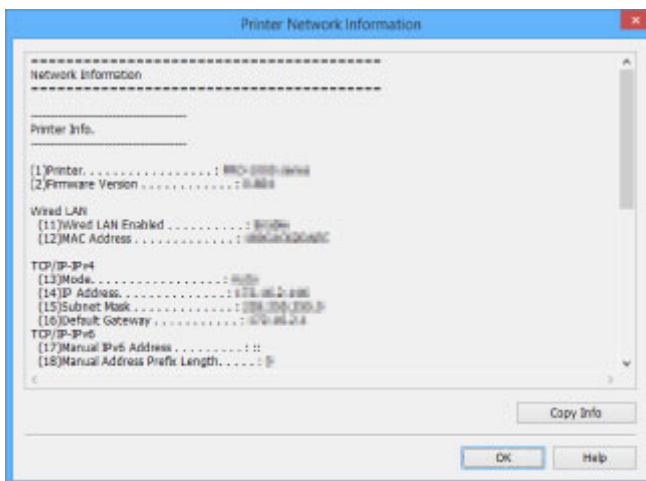 Printer Network Information
========================================
Network Information
========================================
----------------------------
Printer Info.
----------------------------
(1)Printer. . . . . . . . . . . . . . . . . :
(2)Firmware Version . . . . . . . . . . . . :
Wired LAN
(11)Wired LAN Enabled . . . . . . . . . . :
(12)MAC Address . . . . . . . . . . . . . :
TCP/IP-IPv4
(13)Mode. . . . . . . . . . . . . . . . . :
(14)IP Address. . . . . . . . . . . . . . :
(15)Subnet Mask . . . . . . . . . . . . . :
(16)Default Gateway . . . . . . . . . . . :
TCP/IP-IPv6
(17)Manual IPv6 Address . . . . . . . . . : ::
(18)Manual Address Prefix Length. . . . . :
Copy Info
OK
Help